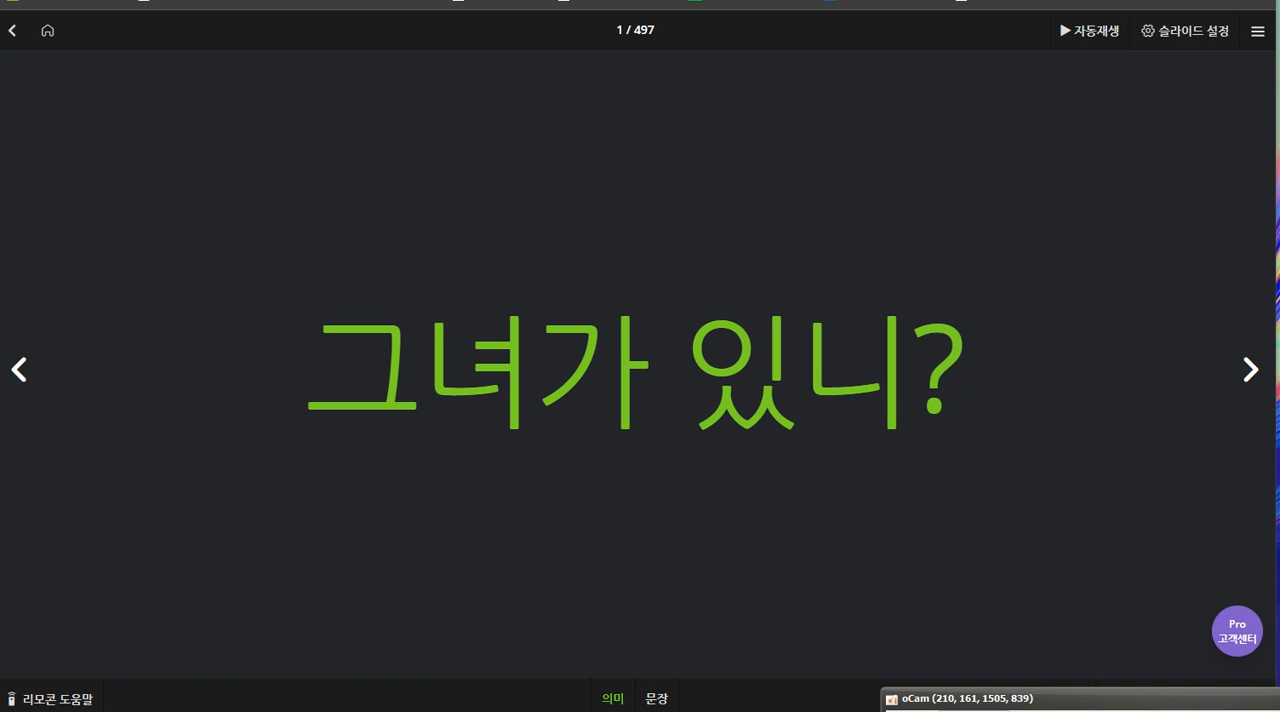 1 / 497
자동재생
슬라이드 설정
그녀가 있니?
Pro
고객센터
리모콘 도움말
의미
문장
oCam (210, 161, 1505, 839)